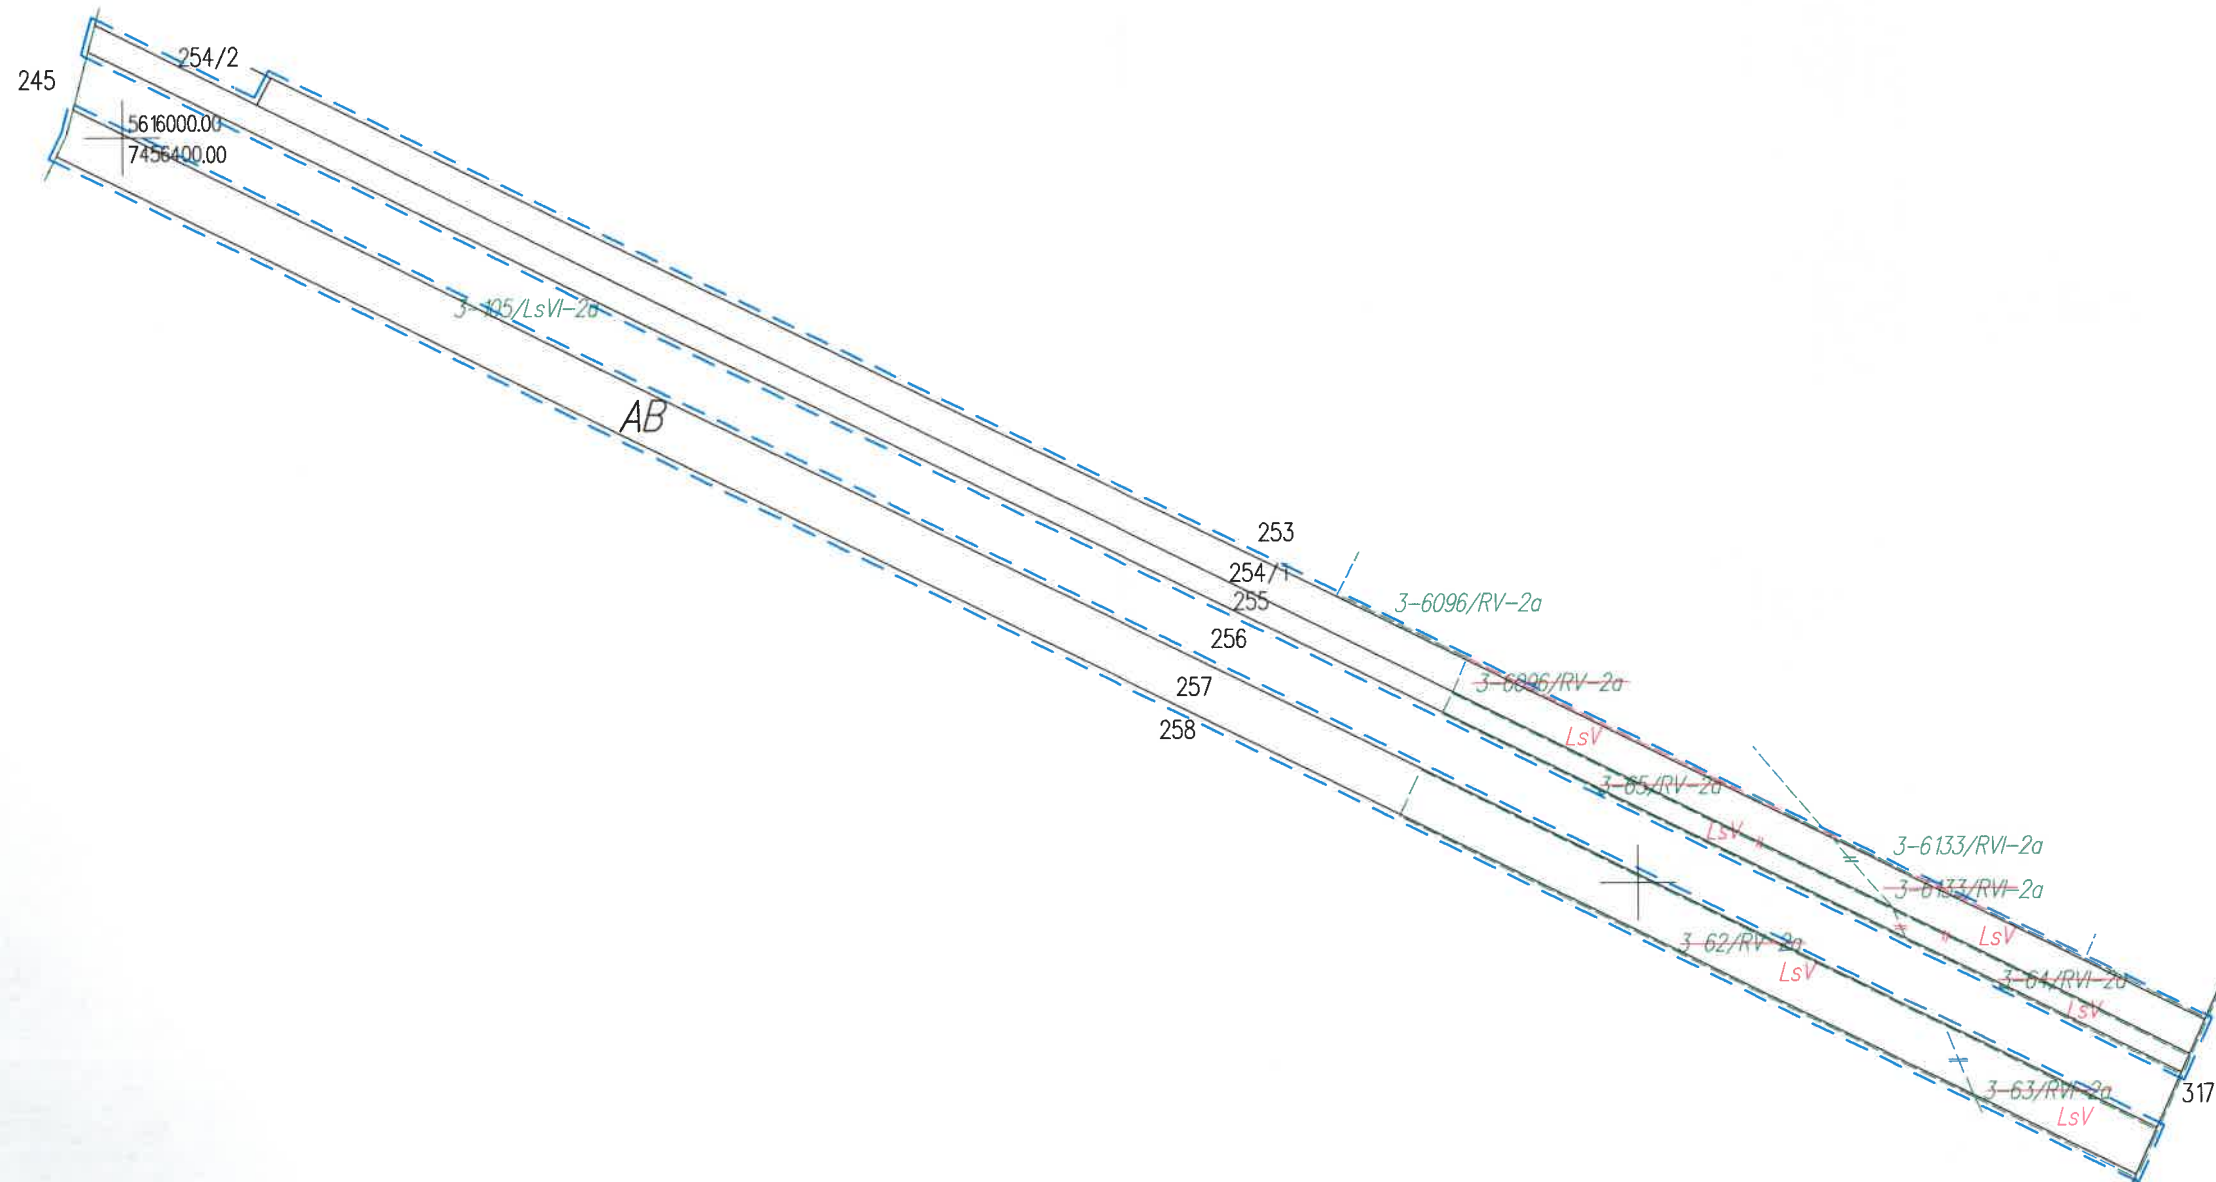 254/2
245
5616000.00
7456400.00
3-105/LsVI-2a
AB
253
254/1
255
3-6096/RV-2a
256
257
3-6096/RV-2a
258
LsV
3-65/RV-2a
LsV
3-6133/RVI-2a
3-6133/RVI-2a
LsV
3-62/RV-2a
LsV
3-64/RVI-2a
LsV
3-63/RVI-2a
317
LsV